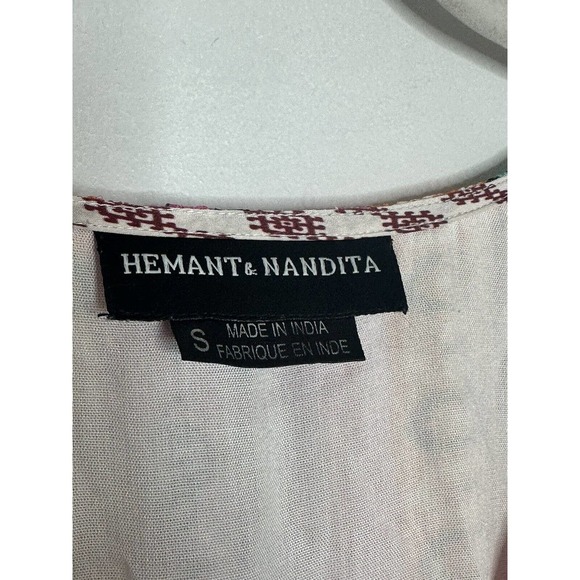 HEMANT & NANDITA
S
MADE IN INDIA
FABRIQUE EN INDE